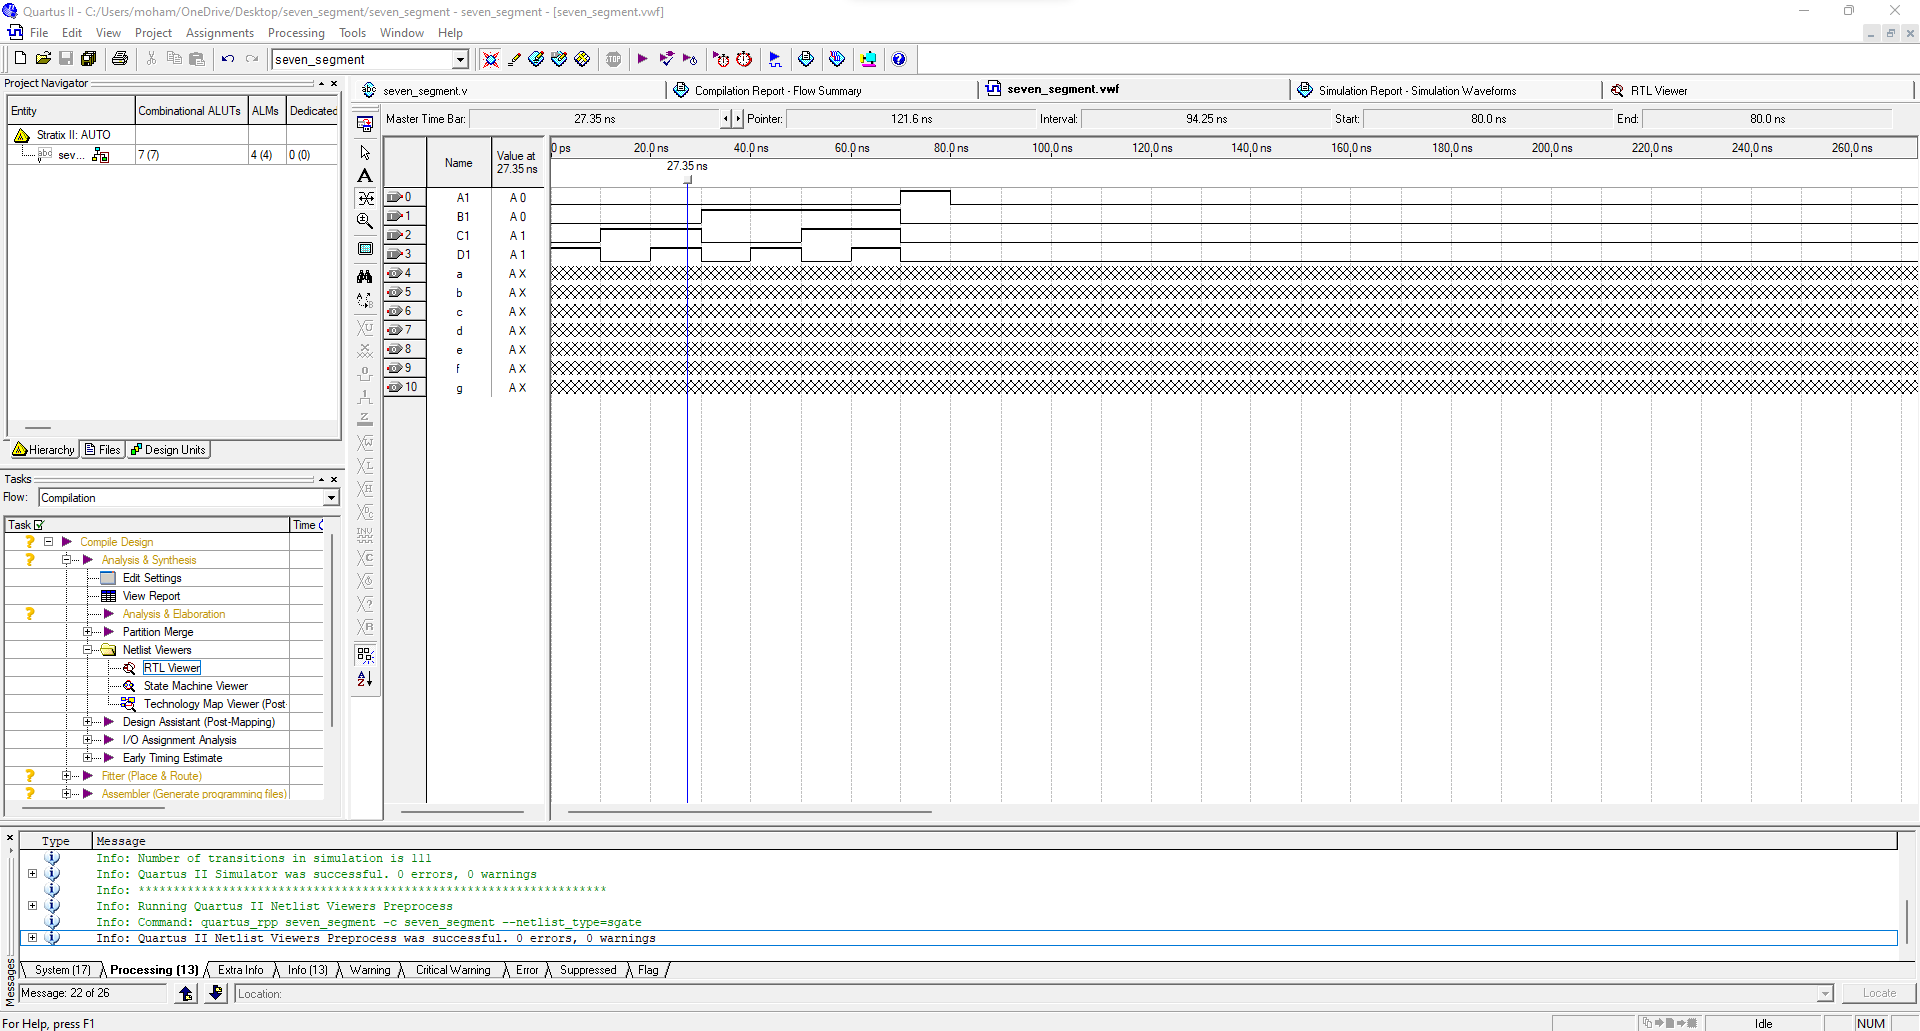 Quartus II - C:/Users/moham/OneDrive/Desktop/seven_segment/seven_segment - seven_segment - [seven_segment.vwf]
File Edit View Project Assignments Processing Tools Window Help
seven_segment
Project Navigator
Entity Combinational ALUTs ALMs Dedicated
Stratix II: AUTO
sev... 7 (7) 4 (4) 0 (0)
Hierarchy Files Design Units
Tasks
Flow: Compilation
Task Time
Compile Design
Analysis & Synthesis
Edit Settings
View Report
Analysis & Elaboration
Partition Merge
Netlist Viewers
RTL Viewer
State Machine Viewer
Technology Map Viewer (Post-
Design Assistant (Post-Mapping)
I/O Assignment Analysis
Early Timing Estimate
Fitter (Place & Route)
Assembler (Generate programming files)
seven_segment.v Compilation Report - Flow Summary seven_segment.vwf Simulation Report - Simulation Waveforms RTL Viewer
Master Time Bar: 27.35 ns Pointer: 121.6 ns Interval: 94.25 ns Start: 80.0 ns End: 80.0 ns
Name Value at 27.35 ns
0 ps 20.0 ns 40.0 ns 60.0 ns 80.0 ns 100.0 ns 120.0 ns 140.0 ns 160.0 ns 180.0 ns 200.0 ns 220.0 ns 240.0 ns 260.0 ns
27.35 ns
0 A1 A 0
1 B1 A 0
2 C1 A 1
3 D1 A 1
4 a A X
5 b A X
6 c A X
7 d A X
8 e A X
9 f A X
10 g A X
Type Message
Info: Number of transitions in simulation is 111
Info: Quartus II Simulator was successful. 0 errors, 0 warnings
Info: *******************************************************************
Info: Running Quartus II Netlist Viewers Preprocess
Info: Command: quartus_rpp seven_segment -c seven_segment --netlist_type=sgate
Info: Quartus II Netlist Viewers Preprocess was successful. 0 errors, 0 warnings
System (17) Processing (13) Extra Info Info (13) Warning Critical Warning Error Suppressed Flag
Messages
Message: 22 of 26 Location: Locate
For Help, press F1 Idle NUM